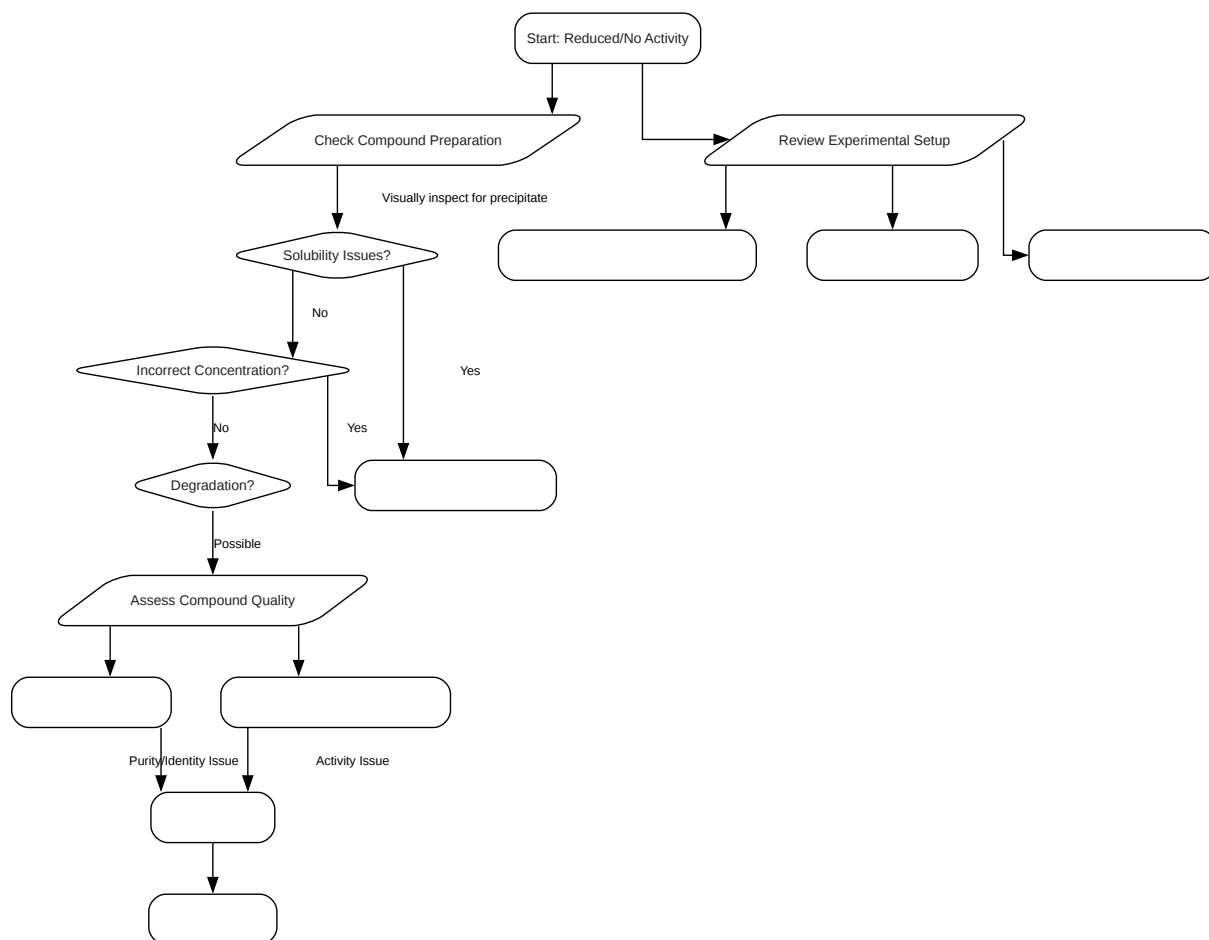 Start: Reduced/No Activity
Check Compound Preparation
Review Experimental Setup
Visually inspect for precipitate
Solubility Issues?
No
Incorrect Concentration?
Yes
No
Yes
Degradation?
Possible
Assess Compound Quality
Purity/Identity Issue
Activity Issue